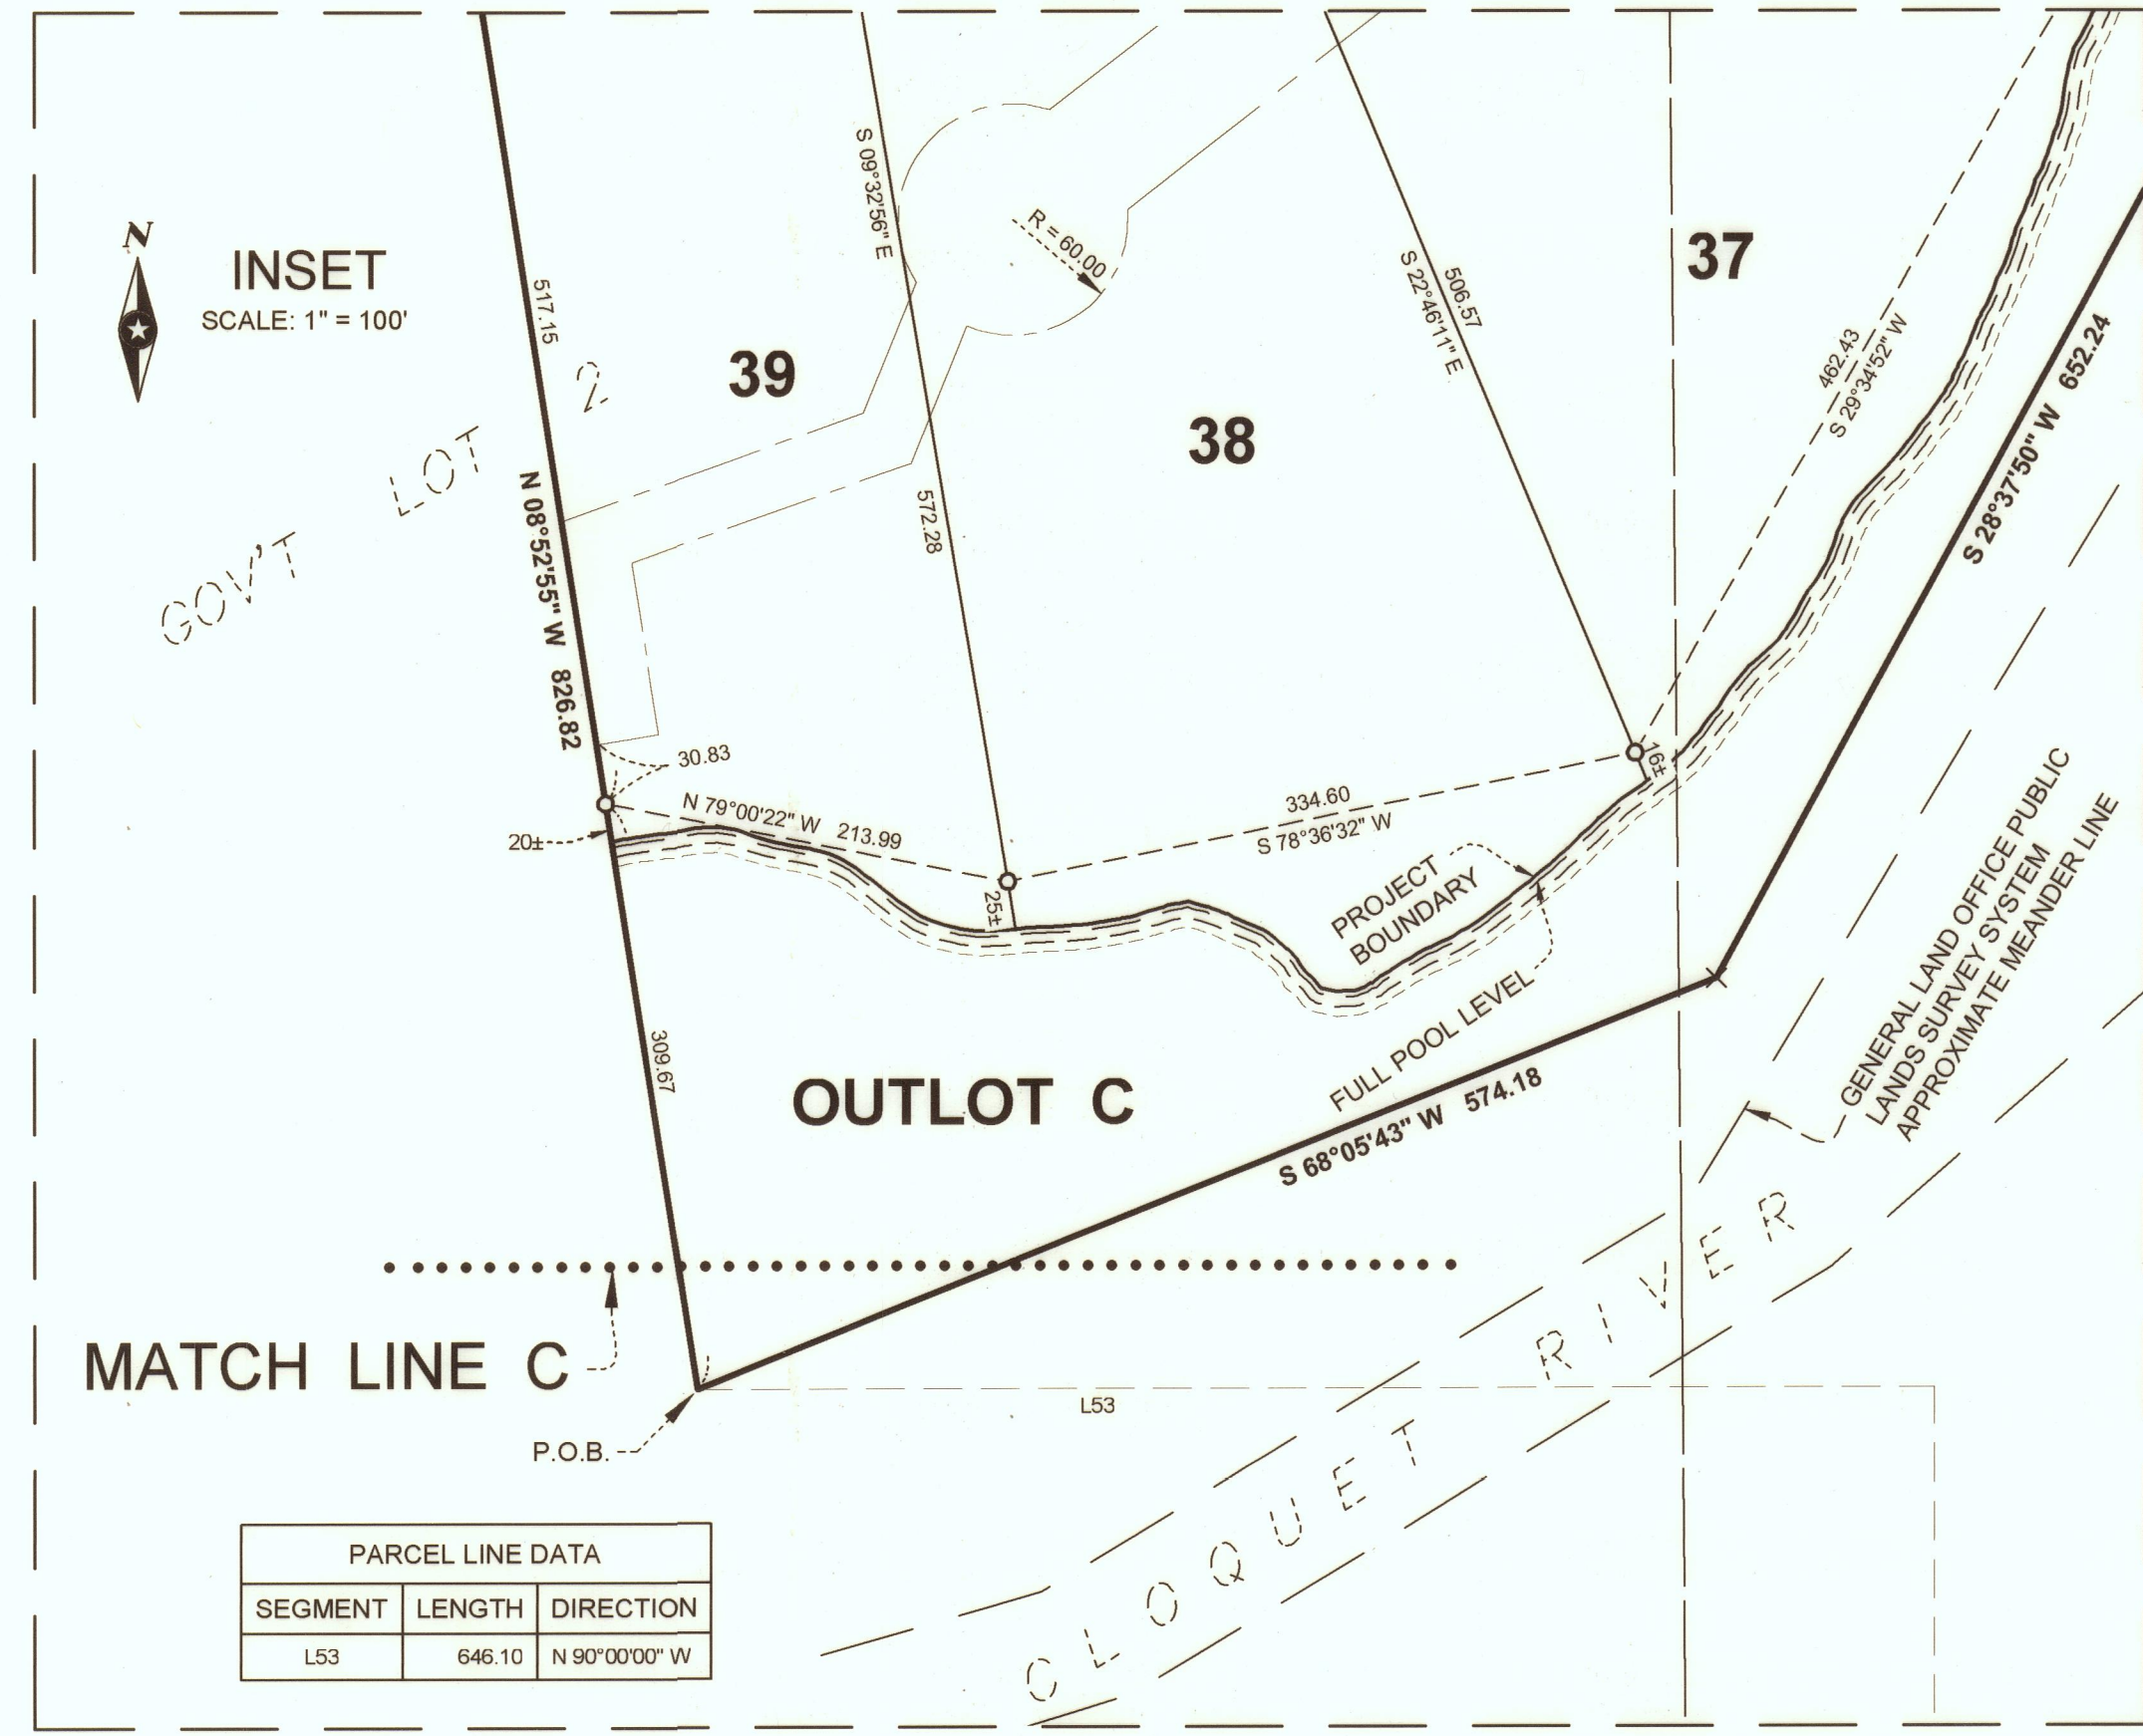 N
INSET
SCALE: 1" = 100'
GOV'T LOT 2
517.15
N 08°52'55" W 826.82
S 09°32'56" E
572.28
R = 60.00
39
38
37
506.57
S 22°46'11" E
462.43
S 29°34'52" W
S 28°37'50" W 652.24
30.83
20±
N 79°00'22" W 213.99
25±
334.60
S 78°36'32" W
16±
PROJECT
BOUNDARY
FULL POOL LEVEL
GENERAL LAND OFFICE PUBLIC
LANDS SURVEY SYSTEM
APPROXIMATE MEANDER LINE
309.67
OUTLOT C
S 68°05'43" W 574.18
MATCH LINE C
P.O.B.
L53
CLOQUET RIVER
PARCEL LINE DATA
SEGMENT LENGTH DIRECTION
L53 646.10 N 90°00'00" W